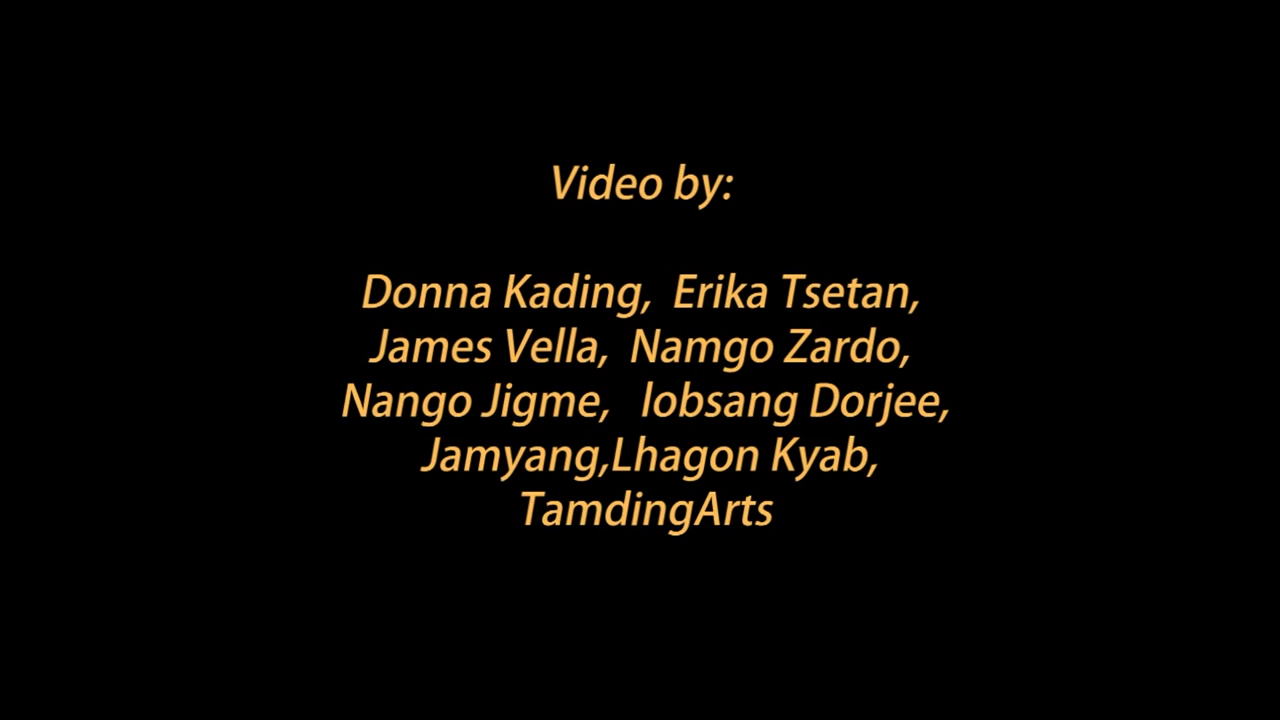 Video by:
Donna Kading, Erika Tsetan,
James Vella, Namgo Zardo,
Nango Jigme, lobsang Dorjee,
Jamyang,Lhagon Kyab,
TamdingArts